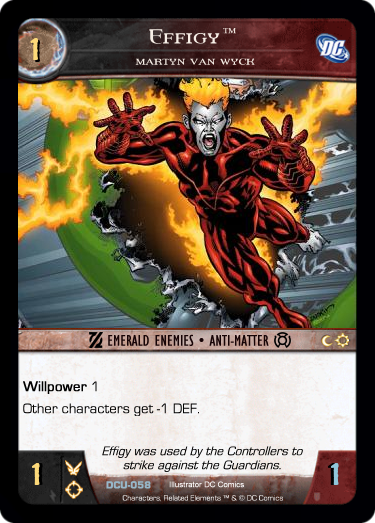 1
EFFIGY™
DC
MARTYN VAN WYCK
EMERALD ENEMIES • ANTI-MATTER
Willpower 1
Other characters get -1 DEF.
Effigy was used by the Controllers to
strike against the Guardians.
1
1
DCU-058 Illustrator DC Comics
Characters, Related Elements ™ & © DC Comics